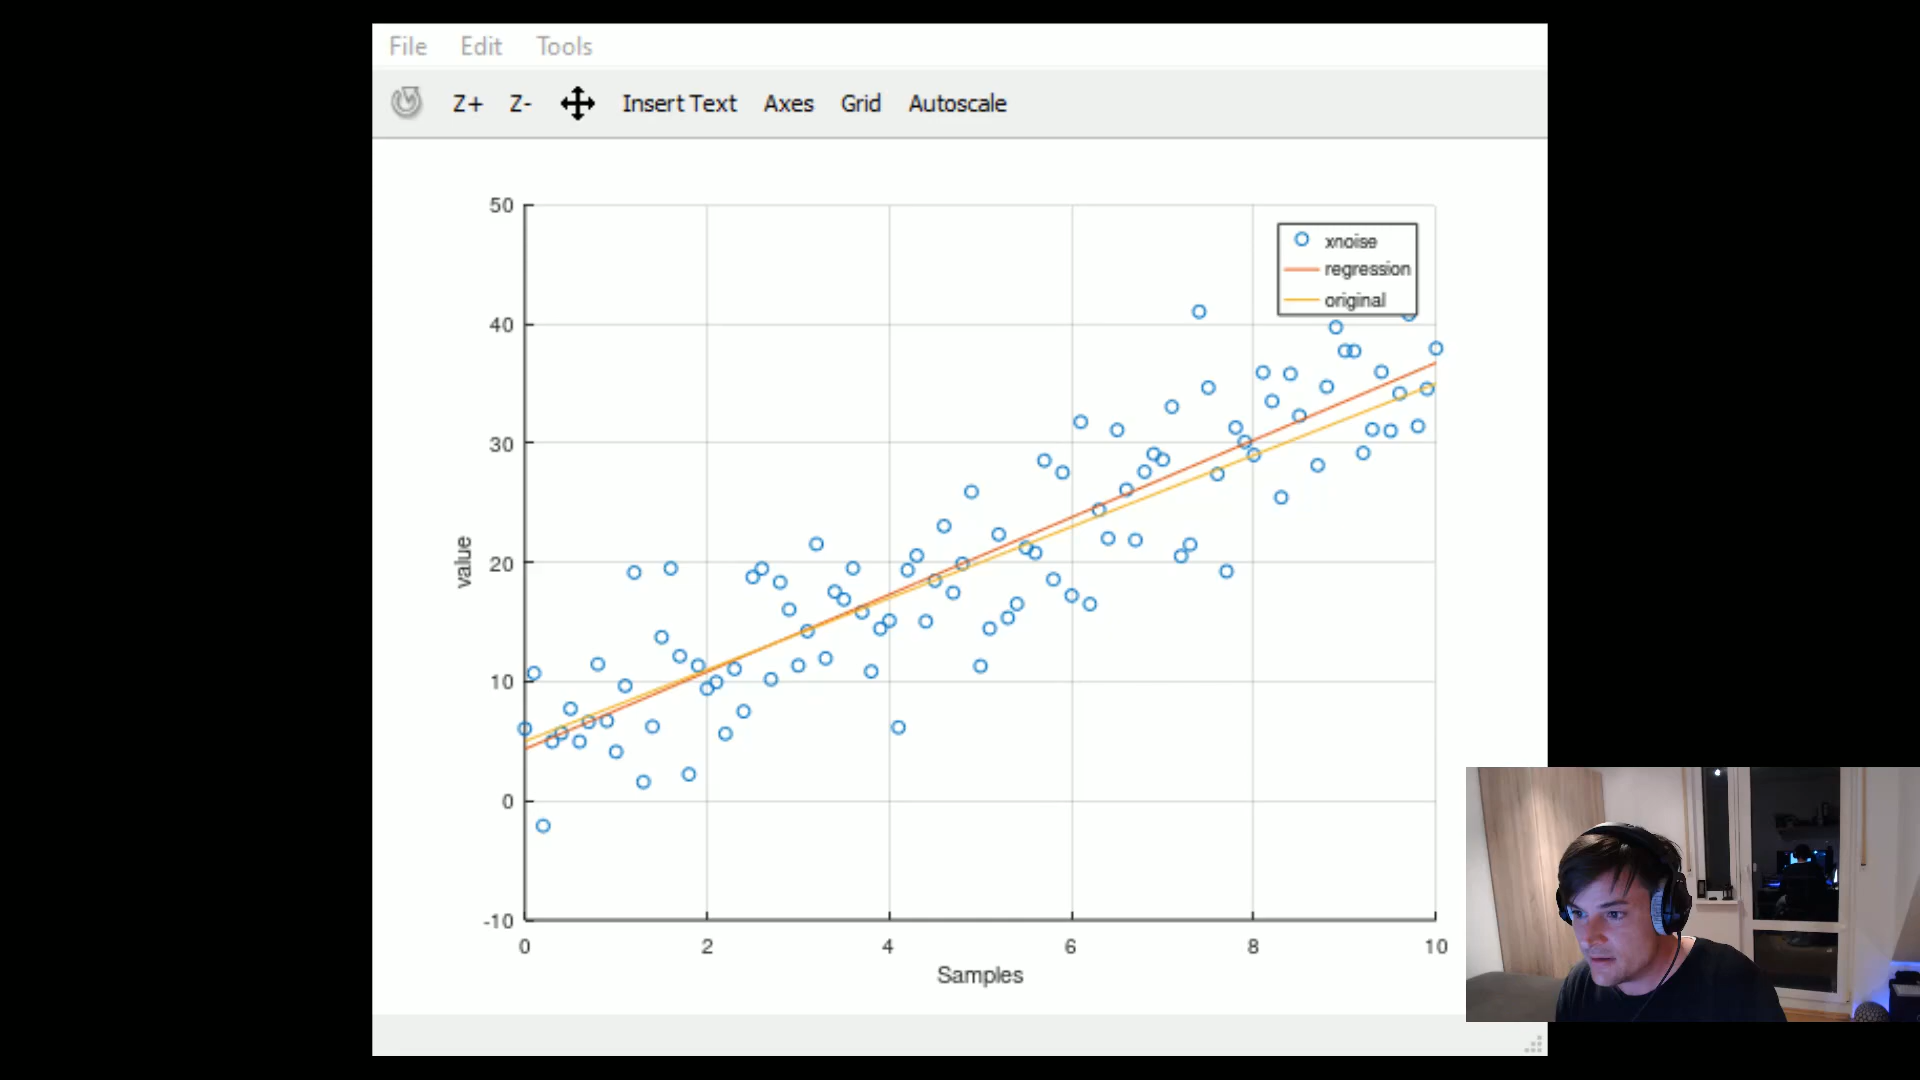 File Edit Tools
Z+ Z- Insert Text Axes Grid Autoscale
50
40
30
20
10
0
-10
value
xnoise
regression
original
0 2 4 6 8 10
Samples